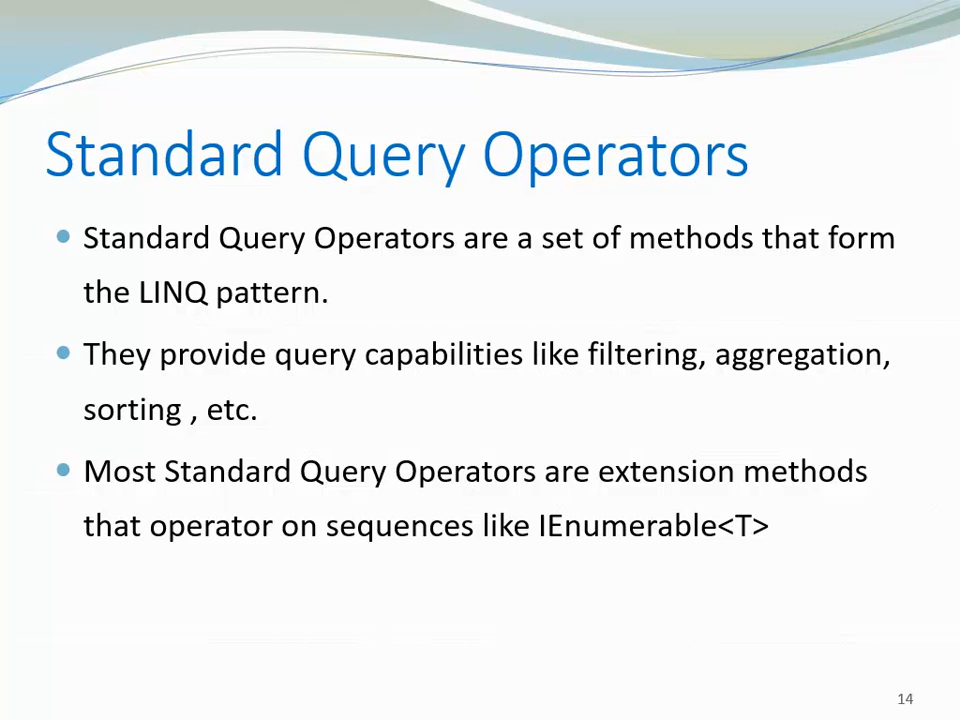 Standard Query Operators
Standard Query Operators are a set of methods that form
the LINQ pattern.
They provide query capabilities like filtering, aggregation,
sorting , etc.
Most Standard Query Operators are extension methods
that operator on sequences like IEnumerable<T>
14